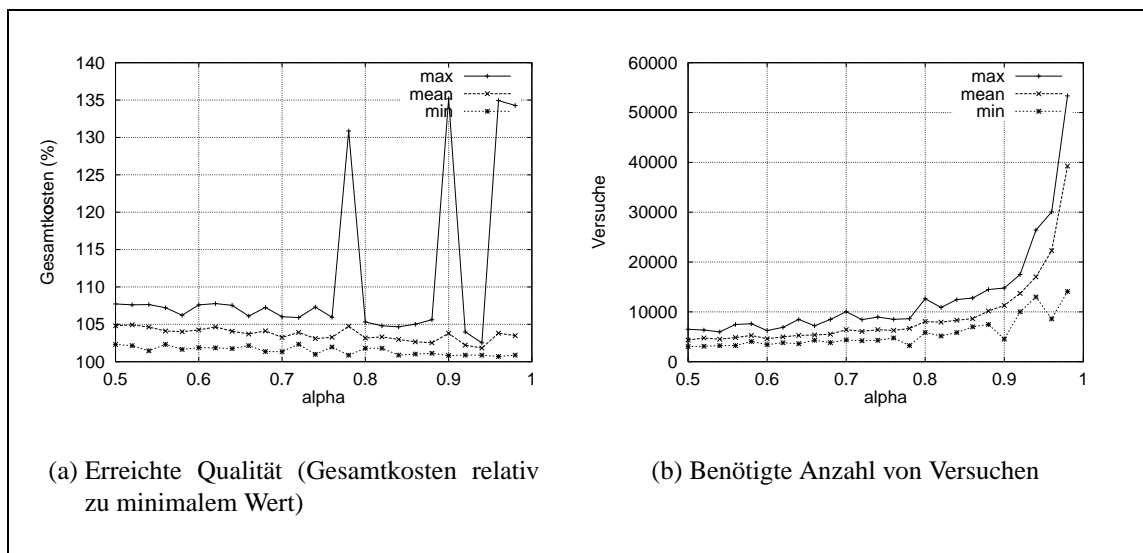 140
135
130
125
120
115
110
105
100
Gesamtkosten (%)
max
mean
min
0.5
0.6
0.7
0.8
0.9
1
alpha
60000
50000
40000
30000
20000
10000
0
Versuche
max
mean
min
0.5
0.6
0.7
0.8
0.9
1
alpha
(a) Erreichte Qualität (Gesamtkosten relativ
zu minimalem Wert)
(b) Benötigte Anzahl von Versuchen